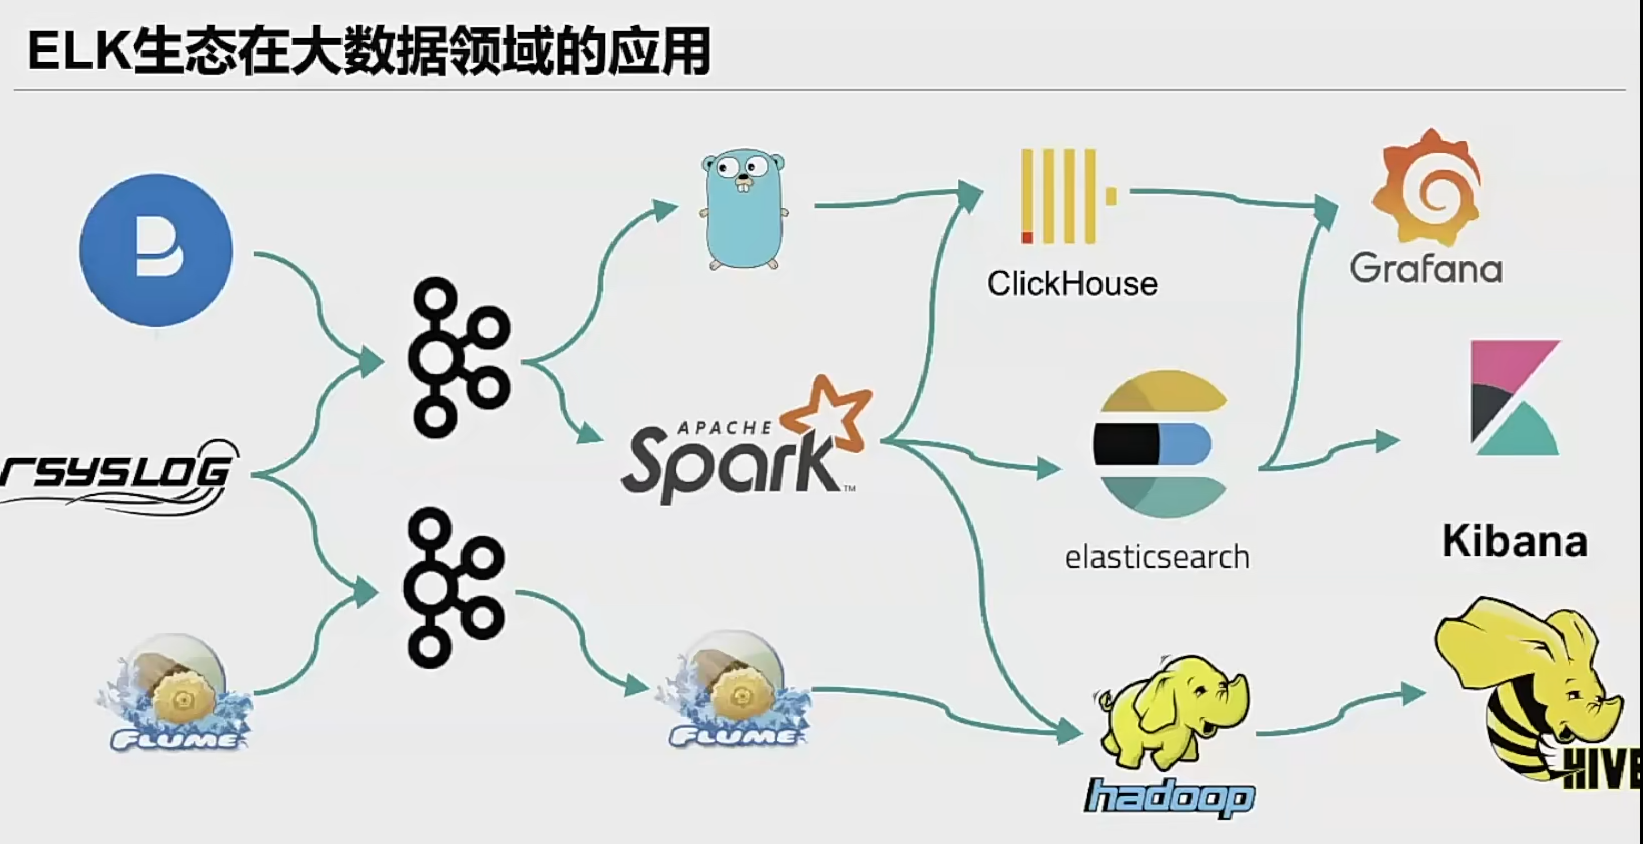 ELK生态在大数据领域的应用
B
ClickHouse
Grafana
APACHE
Spark™
rsyslog
elasticsearch
Kibana
FLUME
FLUME
hadoop
HIVE